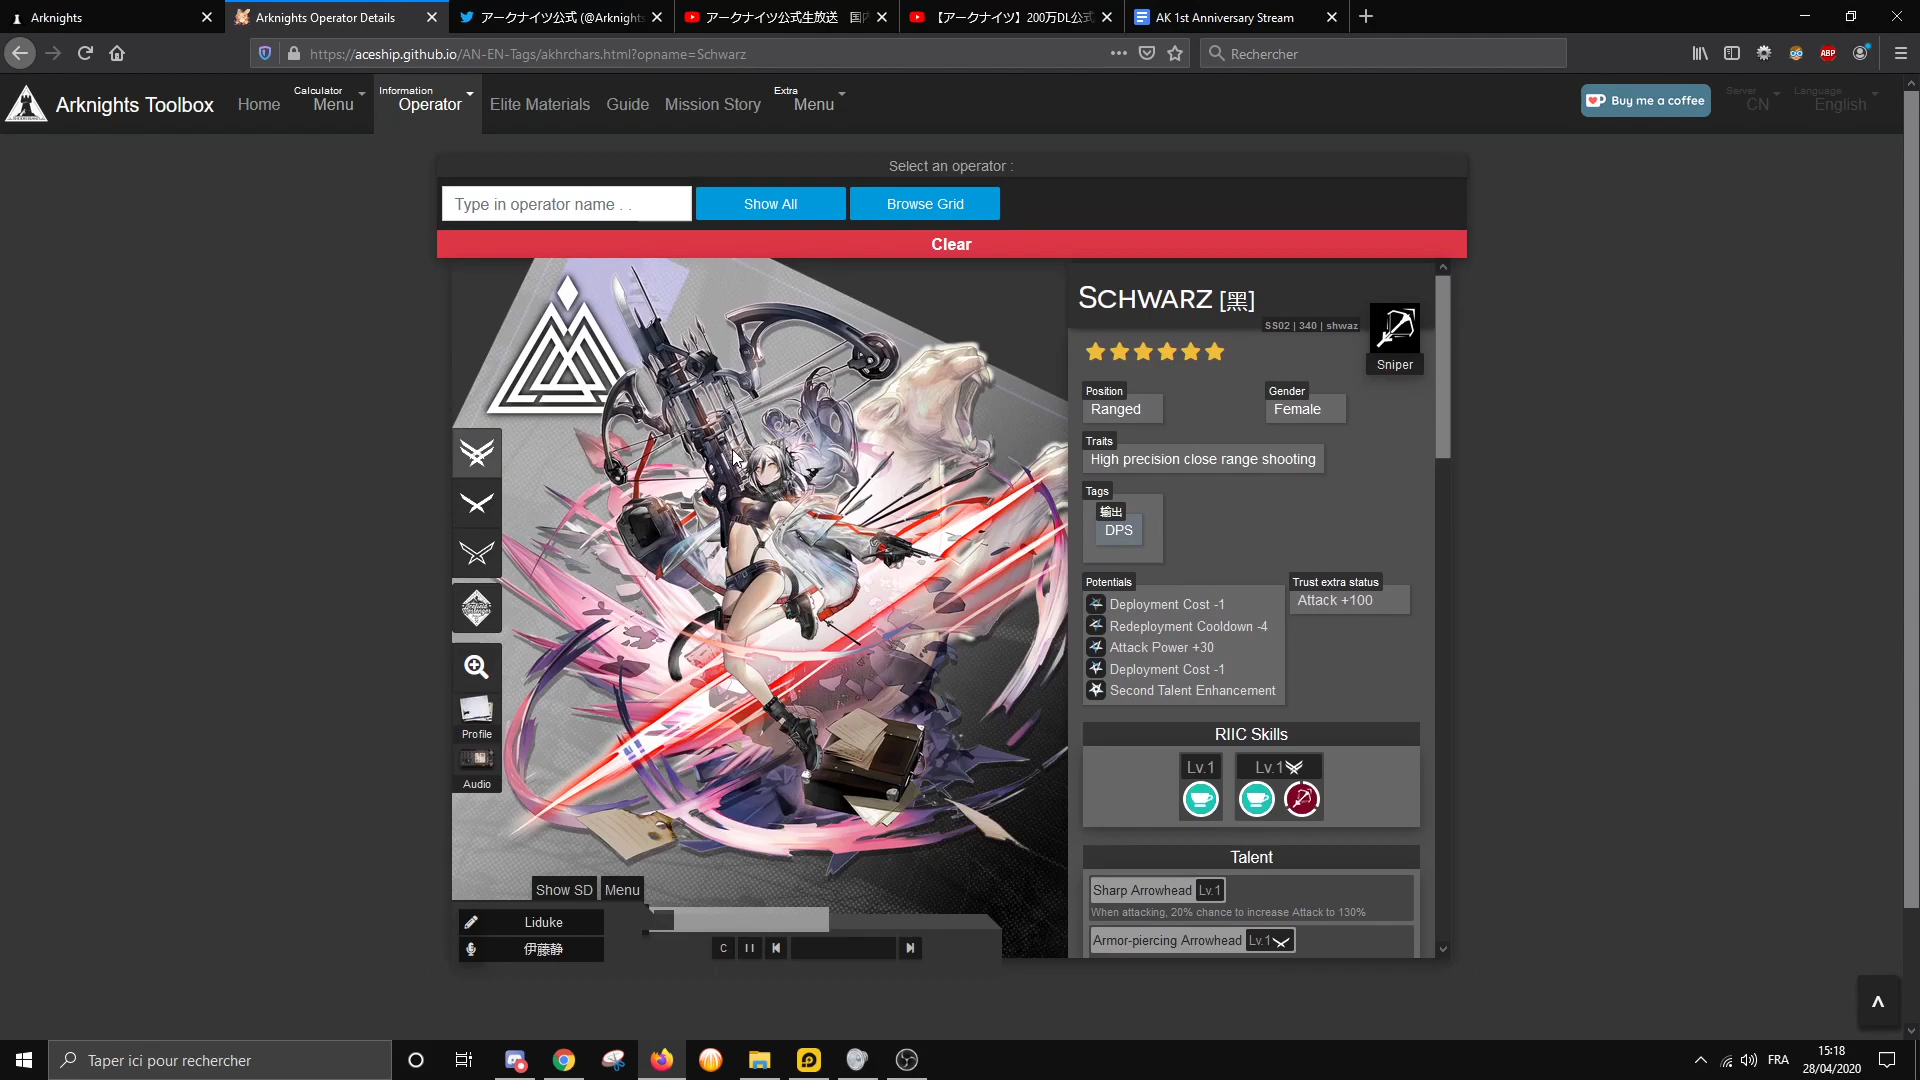 Arknights
Arknights Operator Details
アークナイツ公式 (@Arknights
アークナイツ公式生放送 国内
【アークナイツ】200万DL公式
AK 1st Anniversary Stream
https://aceship.github.io/AN-EN-Tags/akhrchars.html?opname=Schwarz
Rechercher
ABP
Arknights Toolbox
Home
Calculator
Menu
Information
Operator
Elite Materials
Guide
Mission Story
Extra
Menu
Buy me a coffee
Server
CN
Language
English
Select an operator :
Type in operator name . .
Show All
Browse Grid
Clear
SCHWARZ [黑]
SS02 | 340 | shwaz
Sniper
Position
Ranged
Gender
Female
Traits
High precision close range shooting
Tags
输出
DPS
Potentials
Deployment Cost -1
Redeployment Cooldown -4
Attack Power +30
Deployment Cost -1
Second Talent Enhancement
Trust extra status
Attack +100
RIIC Skills
Lv.1
Lv.1
Talent
Sharp Arrowhead Lv.1
When attacking, 20% chance to increase Attack to 130%
Armor-piercing Arrowhead Lv.1
Profile
Audio
Show SD
Menu
Liduke
伊藤静
C
Taper ici pour rechercher
FRA
15:18
28/04/2020